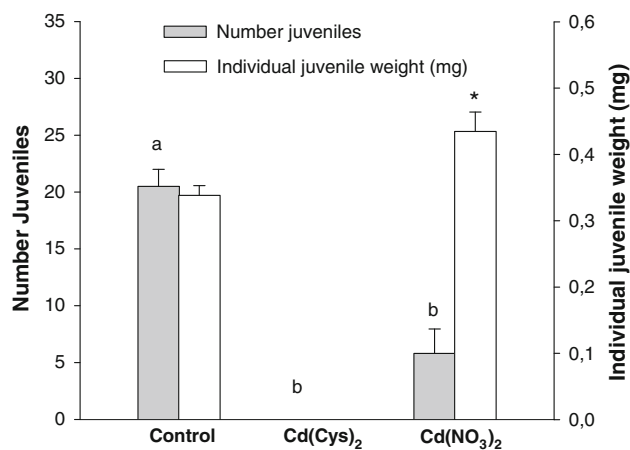 35
30
25
20
15
10
5
0
Number Juveniles
Number juveniles
Individual juvenile weight (mg)
a
b
b
*
0,6
0,5
0,4
0,3
0,2
0,1
0,0
Individual juvenile weight (mg)
Control
Cd(Cys)₂
Cd(NO₃)₂